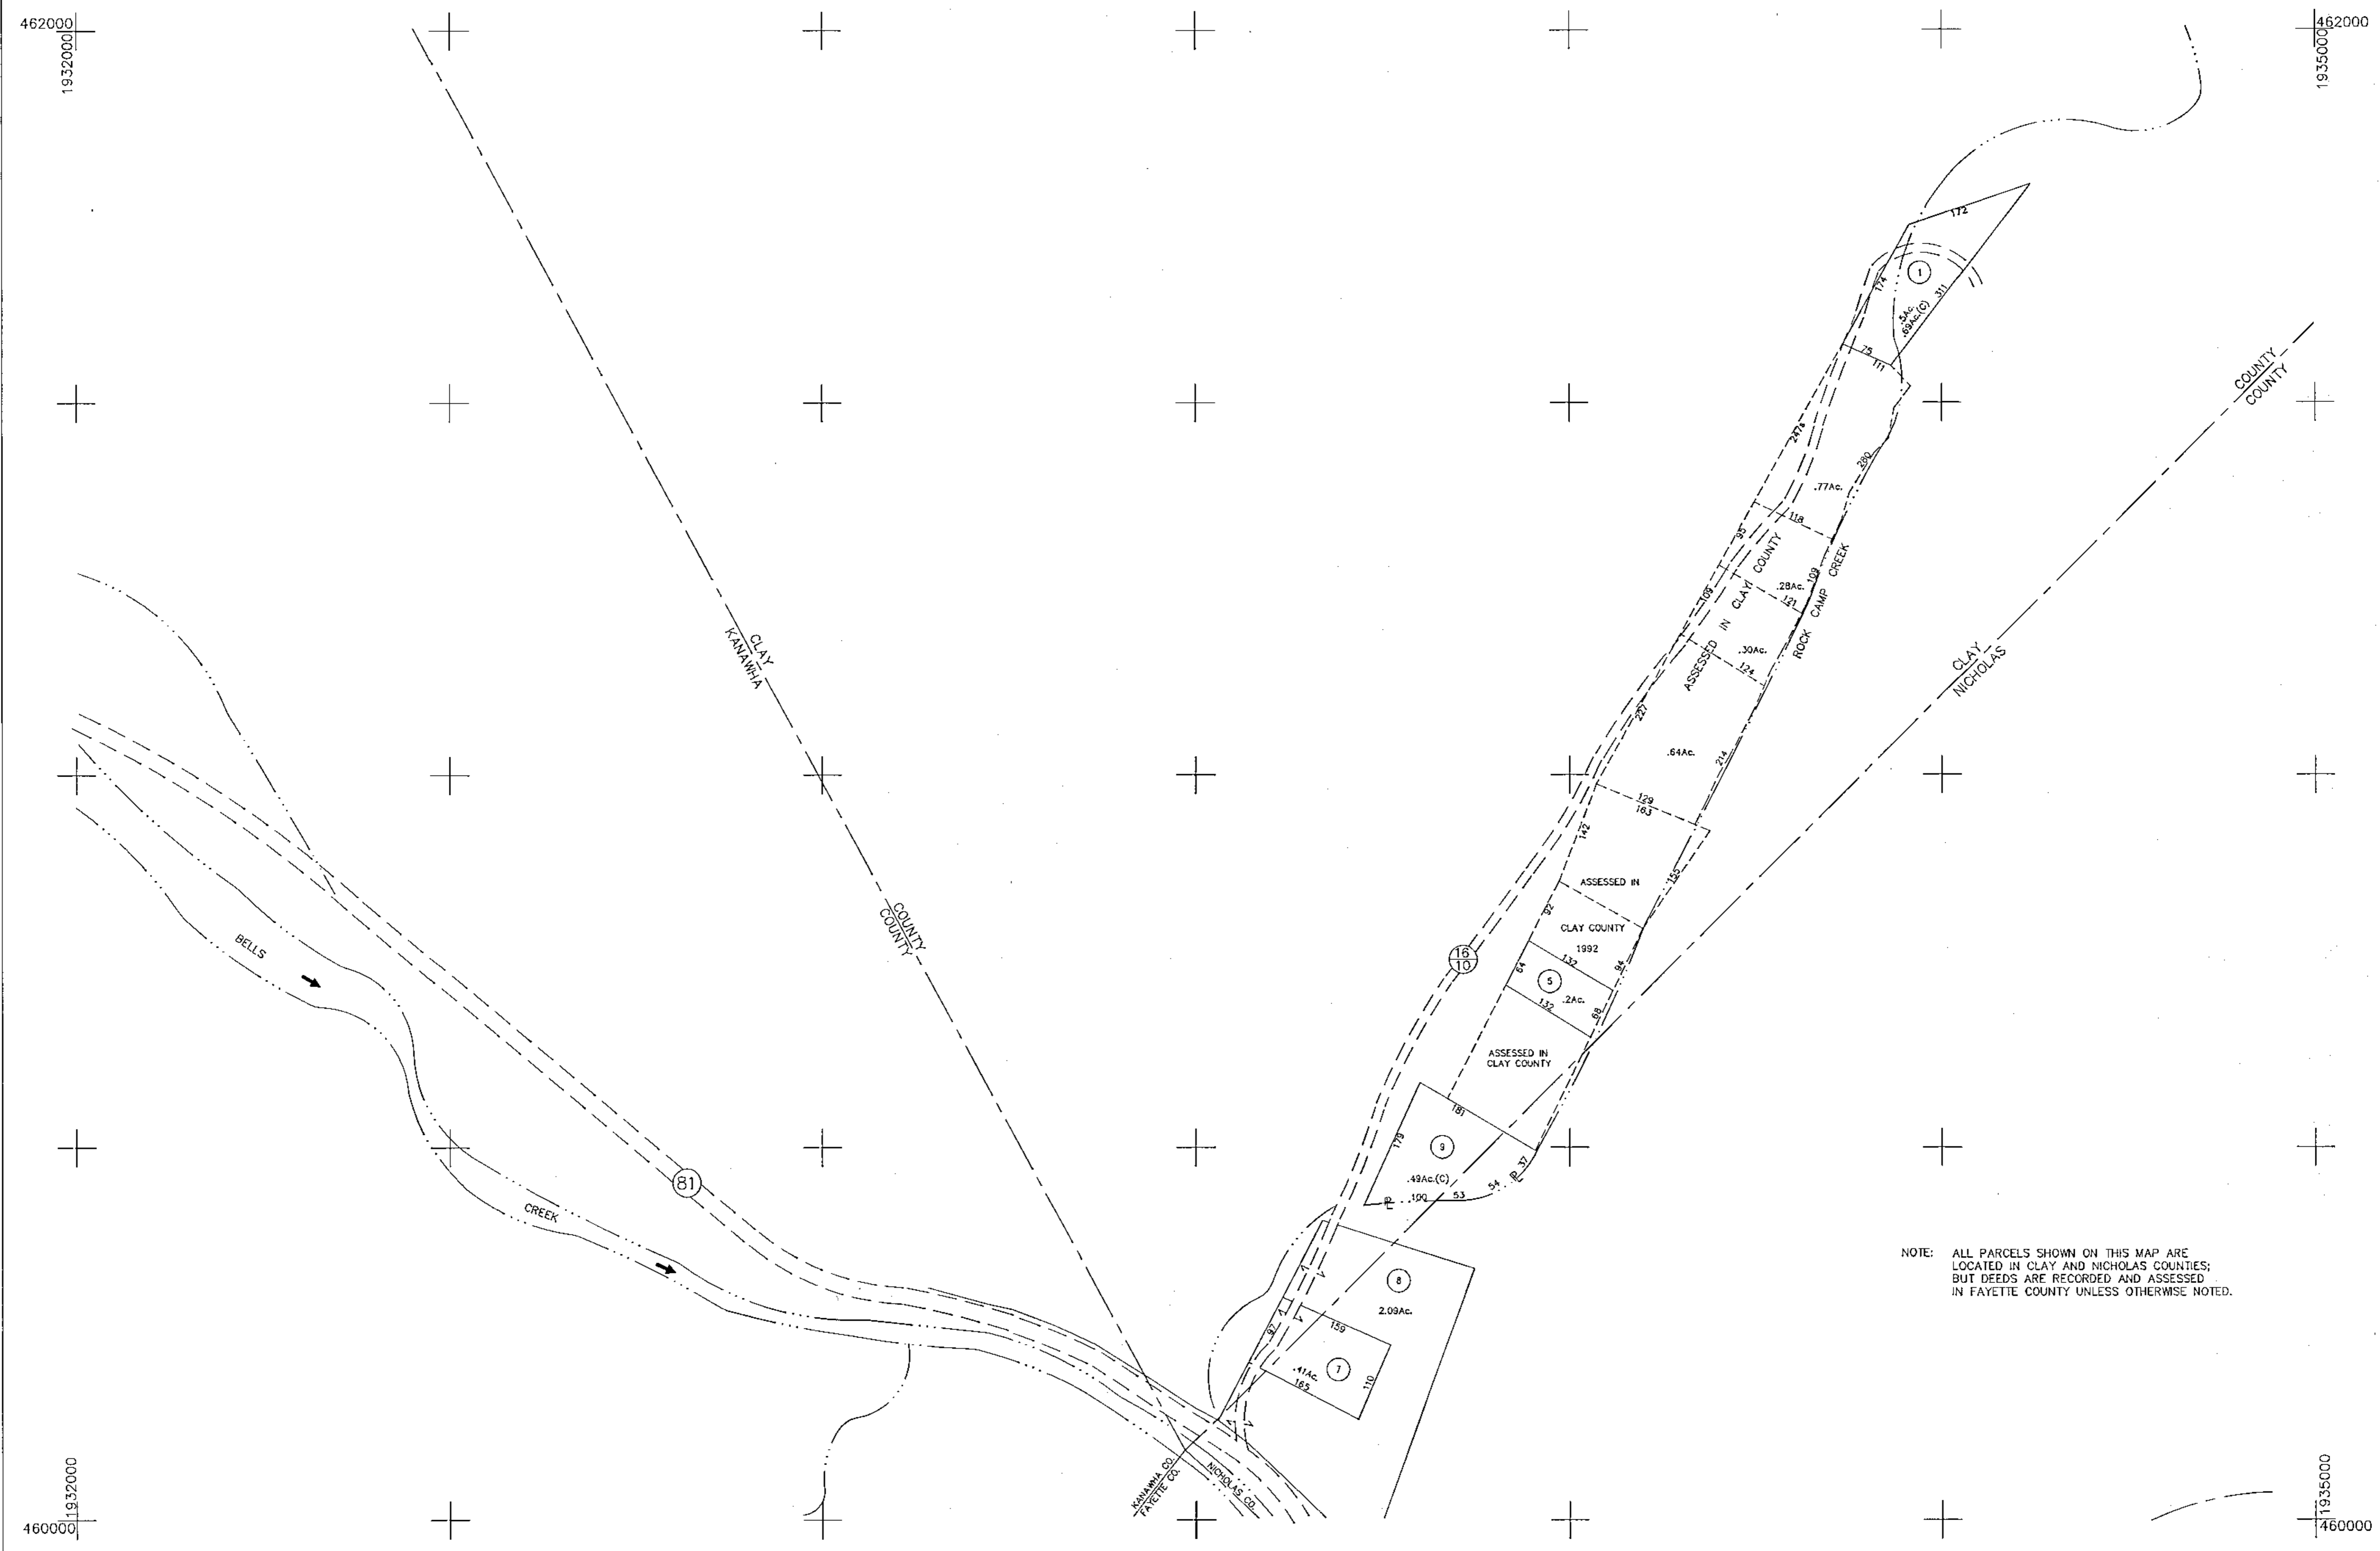 462000
1932000
462000
1935000
172
1
174
311
.5Ac.
.69Ac.(C)
75
111
COUNTY
COUNTY
247s
280
.77Ac.
118
95
ASSESSED IN CLAY COUNTY
109
.28Ac.
121
109
ROCK CAMP CREEK
.30Ac.
124
CLAY
KANAWHA
CLAY
NICHOLAS
227
.64Ac.
214
129
163
142
155
ASSESSED IN
92
CLAY COUNTY
1992
132
94
COUNTY
COUNTY
BELLS
16
10
64
5
.2Ac.
132
68
ASSESSED IN
CLAY COUNTY
181
179
9
.49Ac.(C)
37
PL
54
53
100
PL
81
CREEK
NOTE: ALL PARCELS SHOWN ON THIS MAP ARE
LOCATED IN CLAY AND NICHOLAS COUNTIES;
BUT DEEDS ARE RECORDED AND ASSESSED
IN FAYETTE COUNTY UNLESS OTHERWISE NOTED.
8
2.09Ac.
97
159
.41Ac.
7
165
110
KANAWHA CO.
FAYETTE CO.
NICHOLAS CO.
1932000
460000
1935000
460000